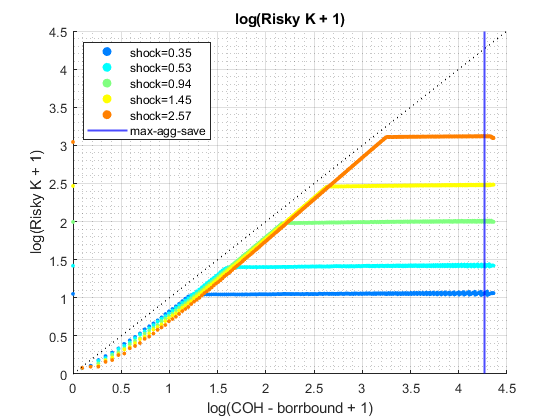 log(Risky K + 1)
4.5
4
3.5
3
2.5
2
1.5
1
0.5
0
log(Risky K + 1)
shock=0.35
shock=0.53
shock=0.94
shock=1.45
shock=2.57
max-agg-save
0 0.5 1 1.5 2 2.5 3 3.5 4 4.5
log(COH - borrbound + 1)